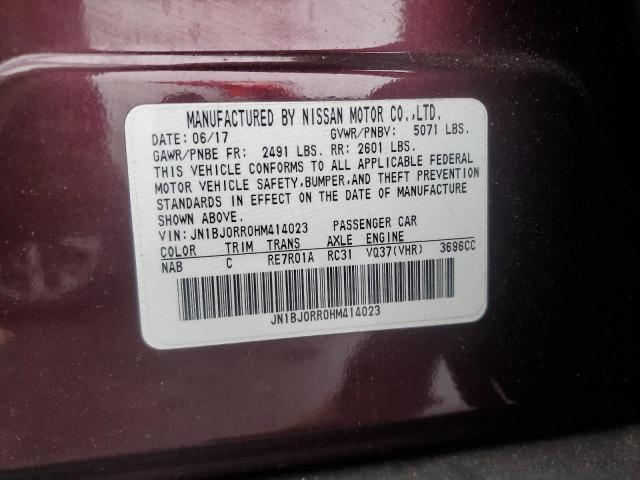 MANUFACTURED BY NISSAN MOTOR CO.,LTD.
DATE: 06/17 GVWR/PNBV: 5071 LBS.
GAWR/PNBE FR: 2491 LBS. RR: 2601 LBS.
THIS VEHICLE CONFORMS TO ALL APPLICABLE FEDERAL
MOTOR VEHICLE SAFETY,BUMPER,AND THEFT PREVENTION
STANDARDS IN EFFECT ON THE DATE OF MANUFACTURE
SHOWN ABOVE.
VIN:JN1BJ0RR0HM414023 PASSENGER CAR
COLOR TRIM TRANS AXLE ENGINE
NAB C RE7R01A RC31 VQ37(VHR) 3696CC
JN1BJ0RR0HM414023